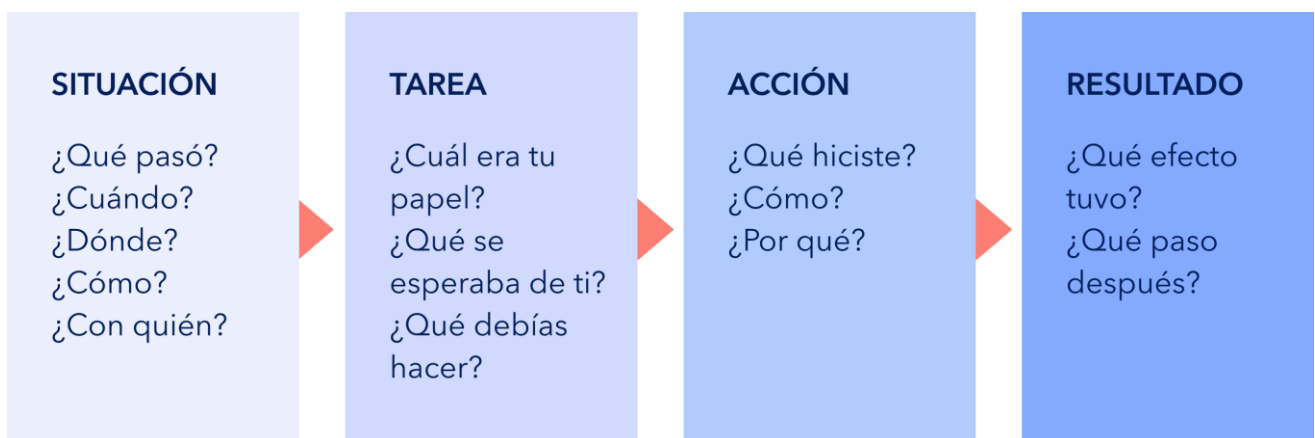 SITUACIÓN
¿Qué pasó?
¿Cuándo?
¿Dónde?
¿Cómo?
¿Con quién?
TAREA
¿Cuál era tu
papel?
¿Qué se
esperaba de ti?
¿Qué debías
hacer?
ACCIÓN
¿Qué hiciste?
¿Cómo?
¿Por qué?
RESULTADO
¿Qué efecto
tuvo?
¿Qué paso
después?